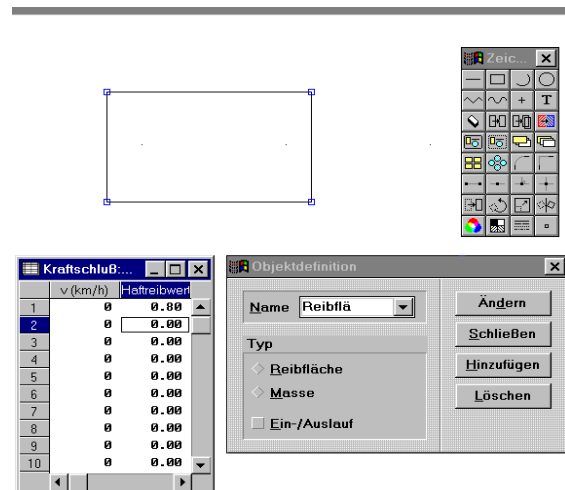 Zeic...
T
Kraftschluß:...
v (km/h) Haftreibwert
1 0 0.80
2 0 0.00
3 0 0.00
4 0 0.00
5 0 0.00
6 0 0.00
7 0 0.00
8 0 0.00
9 0 0.00
10 0 0.00
Objektdefinition
Name Reibflä
Typ
Reibfläche
Masse
Ein-/Auslauf
Ändern
Schließen
Hinzufügen
Löschen